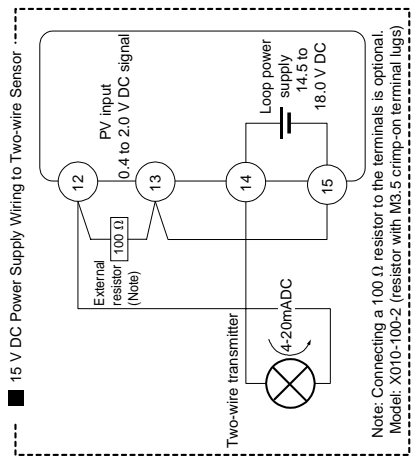 ■ 15 V DC Power Supply Wiring to Two-wire Sensor
PV input
0.4 to 2.0 V DC signal
Loop power
supply
14.5 to
18.0 V DC
12
13
14
15
External
resistor
(Note)
100 Ω
Two-wire transmitter
4-20mADC
Note: Connecting a 100 Ω resistor to the terminals is optional.
Model: X010-100-2 (resistor with M3.5 crimp-on terminal lugs)